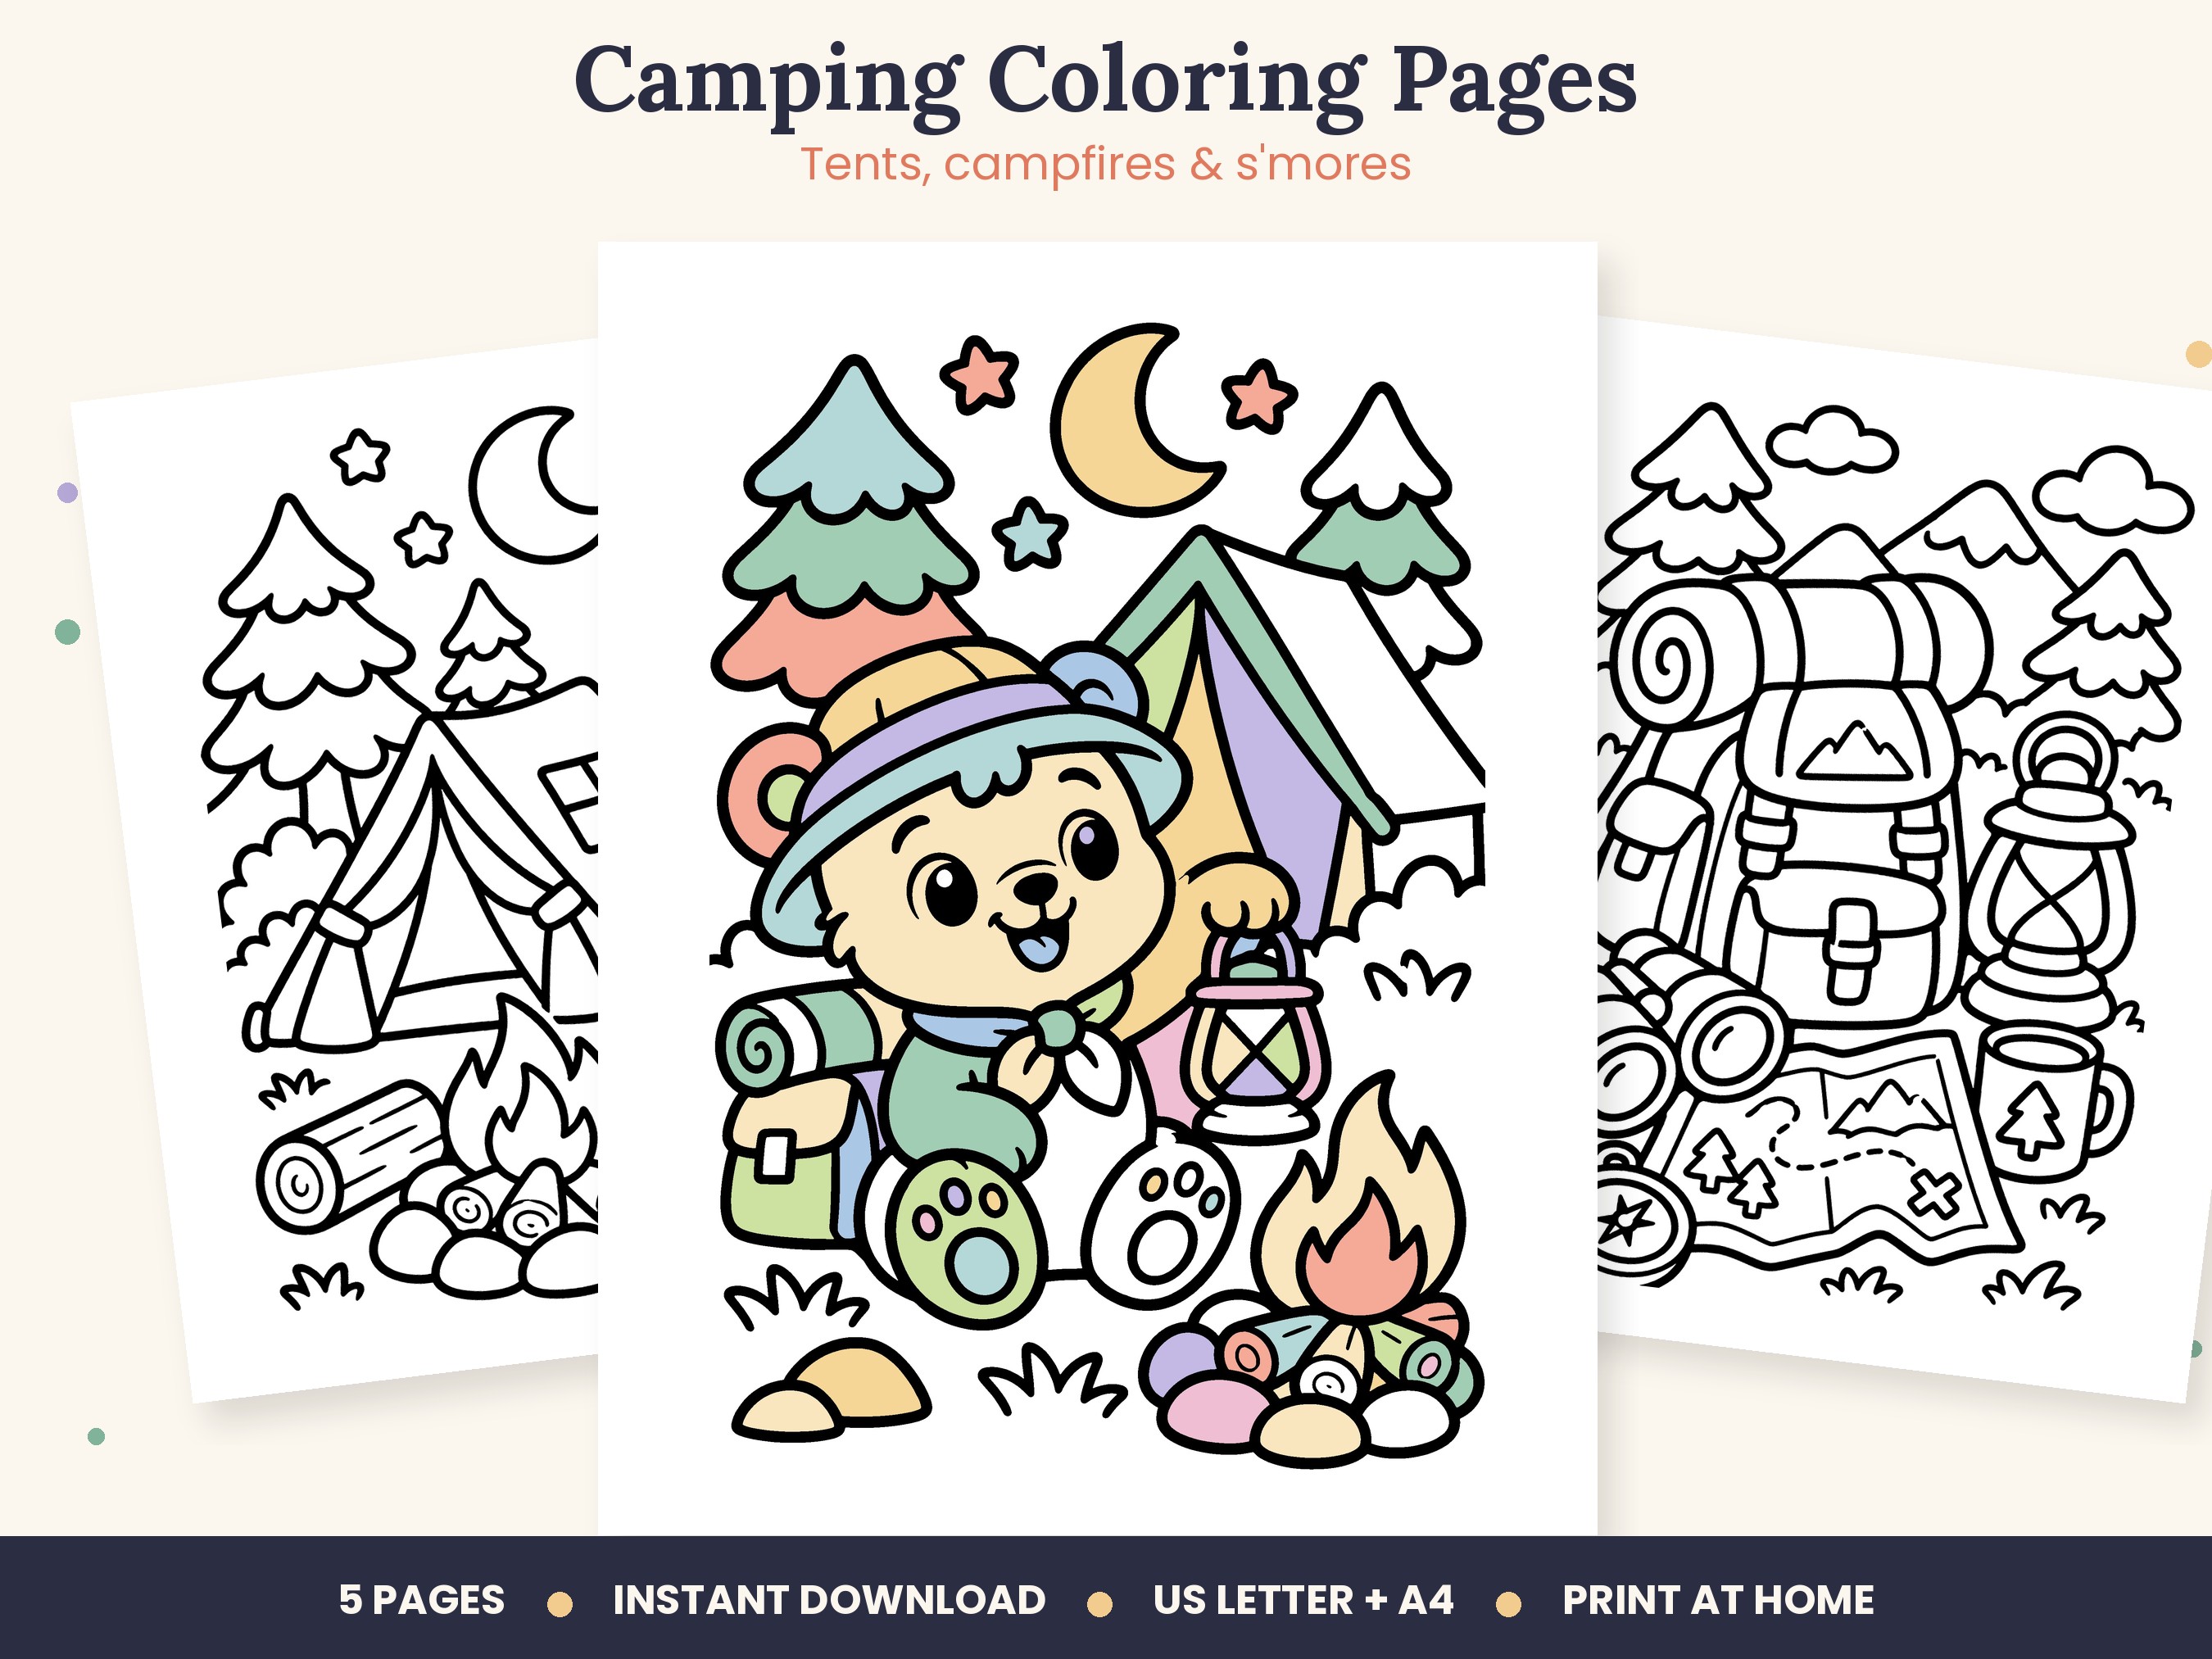 Camping Coloring Pages
Tents, campfires & s'mores
5 PAGES ● INSTANT DOWNLOAD ● US LETTER + A4 ● PRINT AT HOME